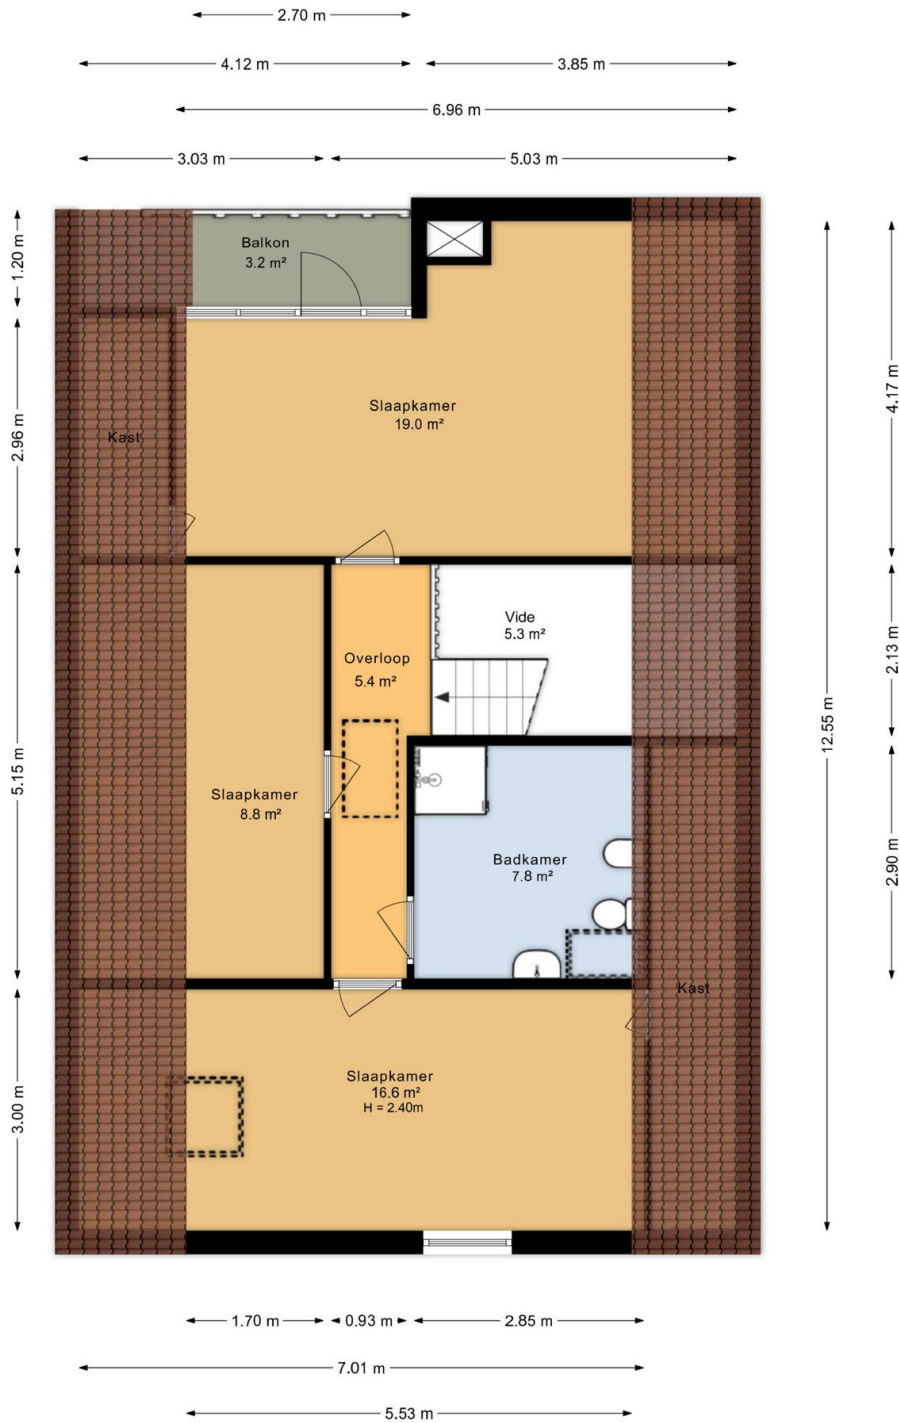 2.70 m
4.12 m
3.85 m
6.96 m
3.03 m
5.03 m
1.20 m
Balkon
3.2 m²
2.96 m
4.17 m
Slaapkamer
19.0 m²
Kast
Vide
5.3 m²
2.13 m
Overloop
5.4 m²
12.55 m
5.15 m
Slaapkamer
8.8 m²
Badkamer
7.8 m²
2.90 m
Kast
Slaapkamer
16.6 m²
H = 2.40m
3.00 m
1.70 m
0.93 m
2.85 m
7.01 m
5.53 m